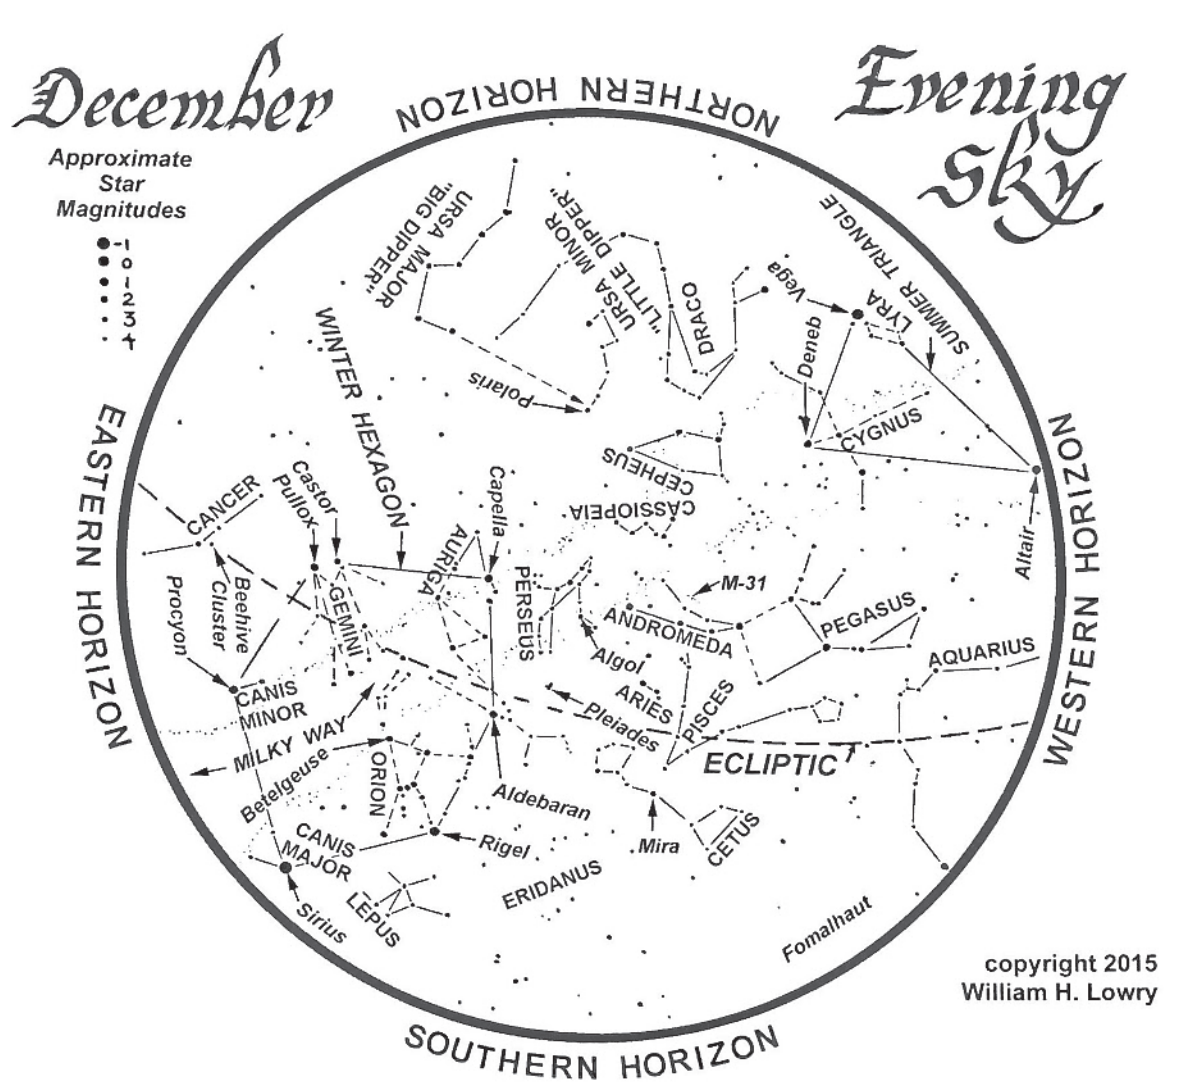 December
Evening
Sky
Approximate
Star
Magnitudes
-1
0
1
2
3
4
NORTHERN HORIZON
URSA MAJOR
"BIG DIPPER"
URSA MINOR
"LITTLE DIPPER"
DRACO
Vega
LYRA
SUMMER TRIANGLE
Deneb
CYGNUS
Polaris
WINTER HEXAGON
CEPHEUS
CASSIOPEIA
EASTERN HORIZON
WESTERN HORIZON
CANCER
Castor
Pullox
Capella
AURIGA
Altair
Procyon
Beehive
Cluster
GEMINI
PERSEUS
M-31
ANDROMEDA
PEGASUS
Algol
AQUARIUS
CANIS
MINOR
ARIES
PISCES
Pleiades
MILKY WAY
ECLIPTIC
Betelgeuse
ORION
Aldebaran
Mira
CETUS
CANIS
MAJOR
Rigel
ERIDANUS
LEPUS
Sirius
Fomalhaut
SOUTHERN HORIZON
copyright 2015
William H. Lowry